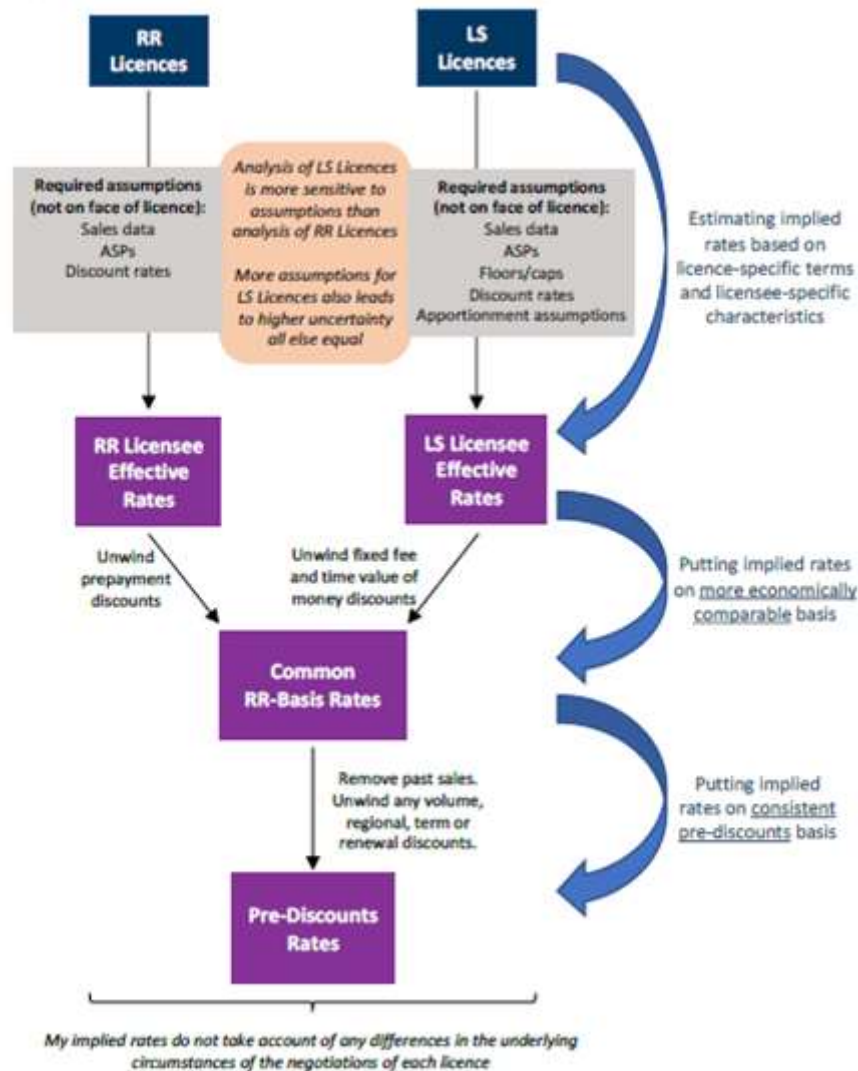 RR
Licences
LS
Licences
Required assumptions
(not on face of licence):
Sales data
ASPs
Discount rates
Analysis of LS Licences
is more sensitive to
assumptions than
analysis of RR Licences
More assumptions for
LS Licences also leads
to higher uncertainty
all else equal
Required assumptions
(not on face of licence):
Sales data
ASPs
Floors/caps
Discount rates
Apportionment assumptions
Estimating implied
rates based on
licence-specific terms
and licensee-specific
characteristics
RR Licensee
Effective
Rates
LS Licensee
Effective
Rates
Unwind
prepayment
discounts
Unwind fixed fee
and time value of
money discounts
Putting implied rates
on more economically
comparable basis
Common
RR-Basis Rates
Remove past sales.
Unwind any volume,
regional, term or
renewal discounts.
Putting implied
rates on consistent
pre-discounts basis
Pre-Discounts
Rates
My implied rates do not take account of any differences in the underlying
circumstances of the negotiations of each licence